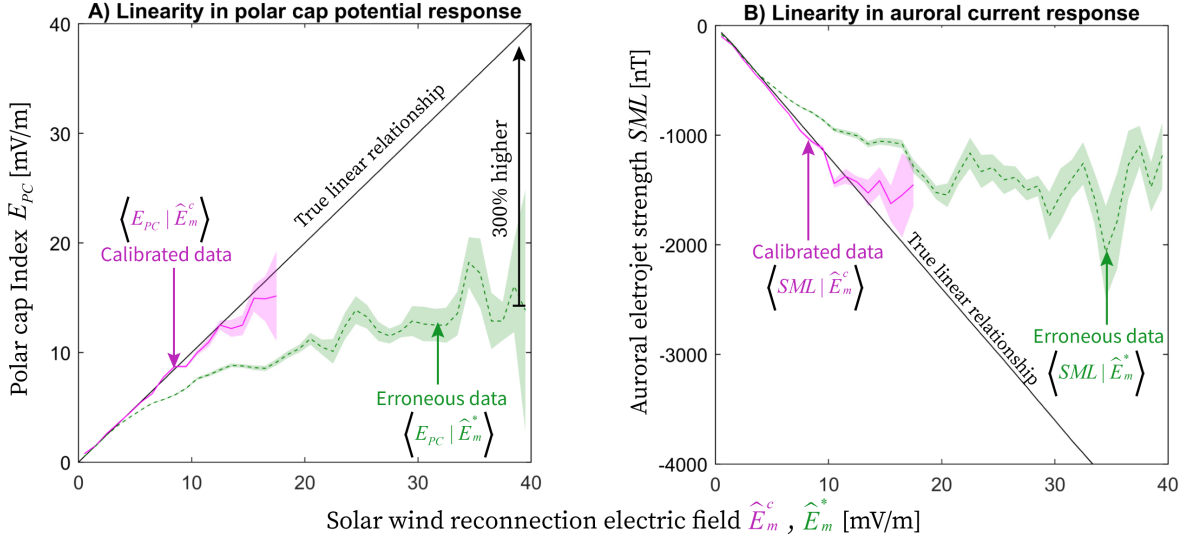 A) Linearity in polar cap potential response
Polar cap Index E_PC [mV/m]
40
30
20
10
0
0 10 20 30 40
True linear relationship
300% higher
⟨E_PC | Ê_m^c⟩
Calibrated data
Erroneous data
⟨E_PC | Ê_m^*⟩
B) Linearity in auroral current response
Auroral eletrojet strength SML [nT]
0
-1000
-2000
-3000
-4000
0 10 20 30 40
Calibrated data
⟨SML | Ê_m^c⟩
True linear relationship
Erroneous data
⟨SML | Ê_m^*⟩
Solar wind reconnection electric field Ê_m^c , Ê_m^* [mV/m]